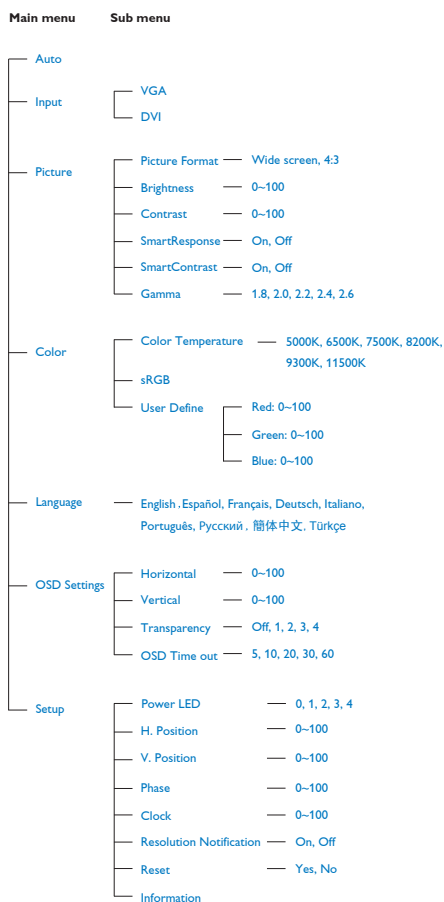 Main menu Sub menu
Auto
Input
VGA
DVI
Picture
Picture Format Wide screen, 4:3
Brightness 0~100
Contrast 0~100
SmartResponse On, Off
SmartContrast On, Off
Gamma 1.8, 2.0, 2.2, 2.4, 2.6
Color
Color Temperature 5000K, 6500K, 7500K, 8200K,
9300K, 11500K
sRGB
User Define Red: 0~100
Green: 0~100
Blue: 0~100
Language English , Español, Français, Deutsch, Italiano,
Português, Русский , 簡体中文, Türkçe
OSD Settings
Horizontal 0~100
Vertical 0~100
Transparency Off, 1, 2, 3, 4
OSD Time out 5, 10, 20, 30, 60
Setup
Power LED 0, 1, 2, 3, 4
H. Position 0~100
V. Position 0~100
Phase 0~100
Clock 0~100
Resolution Notification On, Off
Reset Yes, No
Information